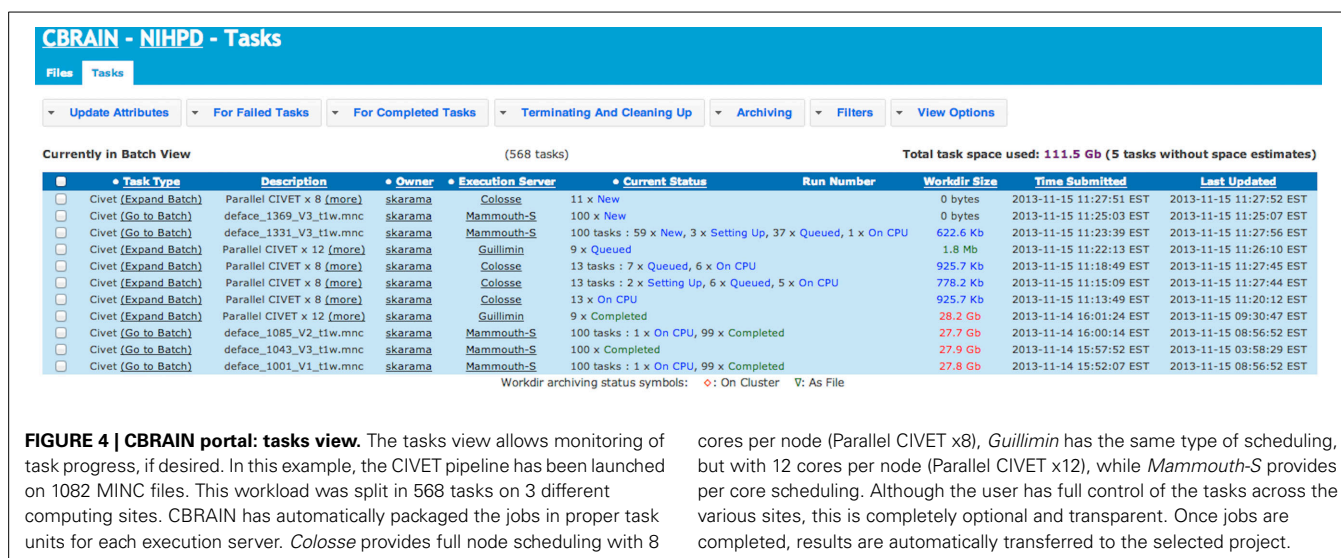 CBRAIN - NIHPD - Tasks
Files Tasks
Update Attributes For Failed Tasks For Completed Tasks Terminating And Cleaning Up Archiving Filters View Options
Currently in Batch View (568 tasks) Total task space used: 111.5 Gb (5 tasks without space estimates)
Task Type Description Owner Execution Server Current Status Run Number Workdir Size Time Submitted Last Updated
Civet (Expand Batch) Parallel CIVET x 8 (more) skarama Colosse 11 x New 0 bytes 2013-11-15 11:27:51 EST 2013-11-15 11:27:52 EST
Civet (Go to Batch) deface_1369_V3_t1w.mnc skarama Mammouth-S 100 x New 0 bytes 2013-11-15 11:25:03 EST 2013-11-15 11:25:07 EST
Civet (Go to Batch) deface_1331_V3_t1w.mnc skarama Mammouth-S 100 tasks : 59 x New, 3 x Setting Up, 37 x Queued, 1 x On CPU 622.6 Kb 2013-11-15 11:23:39 EST 2013-11-15 11:27:56 EST
Civet (Expand Batch) Parallel CIVET x 12 (more) skarama Guillimin 9 x Queued 1.8 Mb 2013-11-15 11:22:13 EST 2013-11-15 11:26:10 EST
Civet (Expand Batch) Parallel CIVET x 8 (more) skarama Colosse 13 tasks : 7 x Queued, 6 x On CPU 925.7 Kb 2013-11-15 11:18:49 EST 2013-11-15 11:27:45 EST
Civet (Expand Batch) Parallel CIVET x 8 (more) skarama Colosse 13 tasks : 2 x Setting Up, 6 x Queued, 5 x On CPU 778.2 Kb 2013-11-15 11:15:09 EST 2013-11-15 11:27:44 EST
Civet (Expand Batch) Parallel CIVET x 8 (more) skarama Colosse 13 x On CPU 925.7 Kb 2013-11-15 11:13:49 EST 2013-11-15 11:20:12 EST
Civet (Expand Batch) Parallel CIVET x 12 (more) skarama Guillimin 9 x Completed 28.2 Gb 2013-11-14 16:01:24 EST 2013-11-15 09:30:47 EST
Civet (Go to Batch) deface_1085_V2_t1w.mnc skarama Mammouth-S 100 tasks : 1 x On CPU, 99 x Completed 27.7 Gb 2013-11-14 16:00:14 EST 2013-11-15 08:56:52 EST
Civet (Go to Batch) deface_1043_V3_t1w.mnc skarama Mammouth-S 100 x Completed 27.9 Gb 2013-11-14 15:57:52 EST 2013-11-15 03:58:29 EST
Civet (Go to Batch) deface_1001_V1_t1w.mnc skarama Mammouth-S 100 tasks : 1 x On CPU, 99 x Completed 27.8 Gb 2013-11-14 15:52:07 EST 2013-11-15 08:56:52 EST
Workdir archiving status symbols: ◇: On Cluster ∇: As File
FIGURE 4 | CBRAIN portal: tasks view. The tasks view allows monitoring of
task progress, if desired. In this example, the CIVET pipeline has been launched
on 1082 MINC files. This workload was split in 568 tasks on 3 different
computing sites. CBRAIN has automatically packaged the jobs in proper task
units for each execution server. Colosse provides full node scheduling with 8
cores per node (Parallel CIVET x8), Guillimin has the same type of scheduling,
but with 12 cores per node (Parallel CIVET x12), while Mammouth-S provides
per core scheduling. Although the user has full control of the tasks across the
various sites, this is completely optional and transparent. Once jobs are
completed, results are automatically transferred to the selected project.